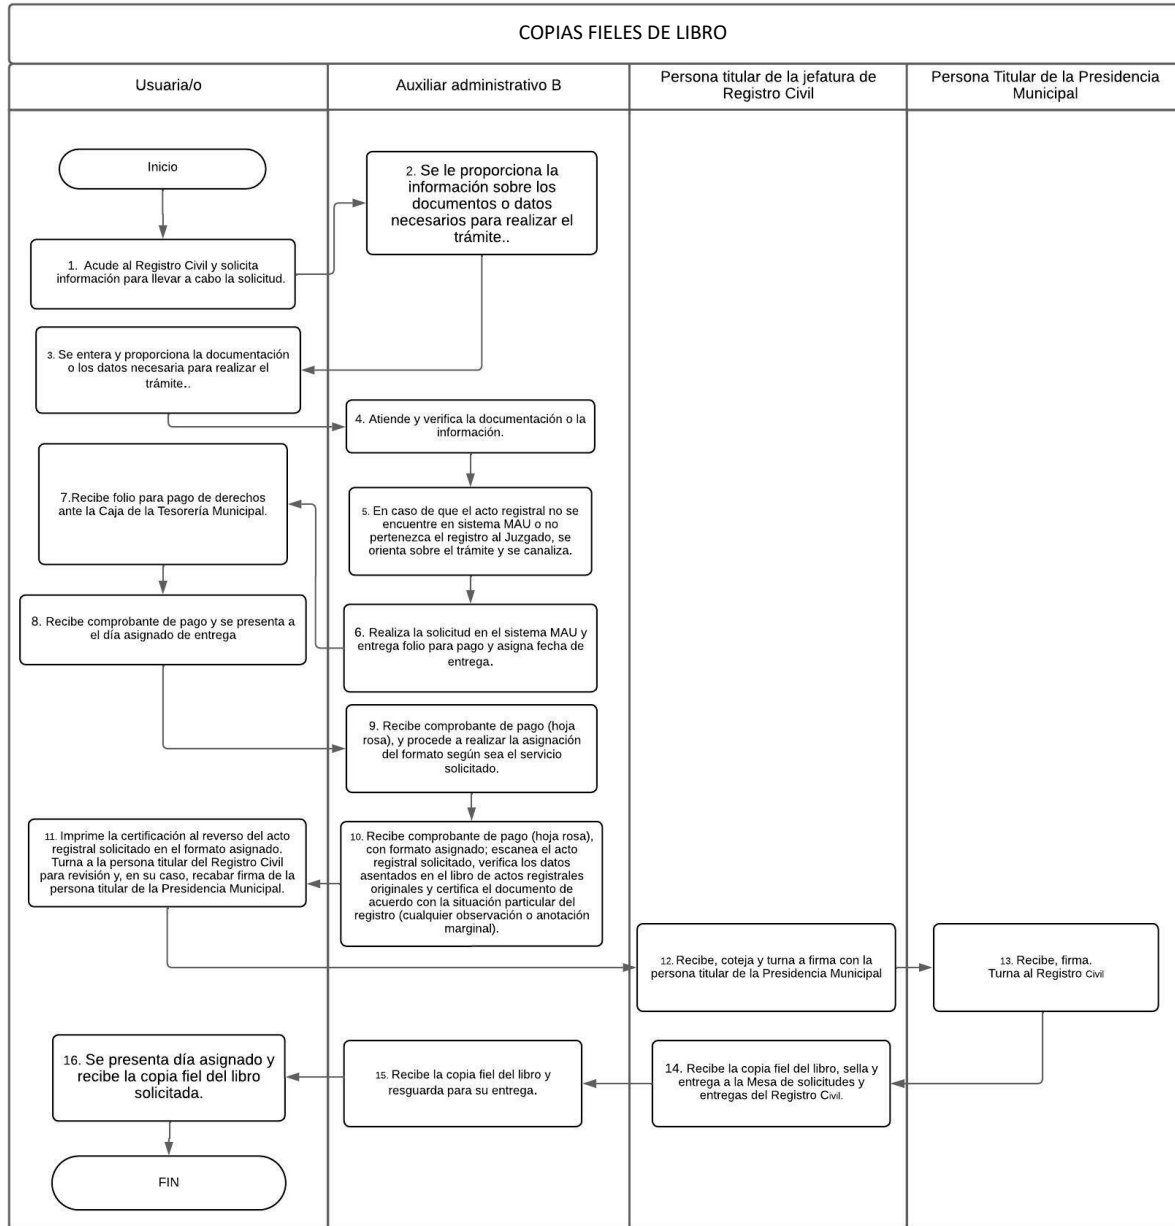 COPIAS FIELES DE LIBRO
Usuaria/o
Auxiliar administrativo B
Persona titular de la jefatura de
Registro Civil
Persona Titular de la Presidencia
Municipal
Inicio
1. Acude al Registro Civil y solicita
información para llevar a cabo la solicitud.
2. Se le proporciona la
información sobre los
documentos o datos
necesarios para realizar el
trámite..
3. Se entera y proporciona la documentación
o los datos necesaria para realizar el
trámite..
4. Atiende y verifica la documentación o la
información.
5. En caso de que el acto registral no se
encuentre en sistema MAU o no
pertenezca el registro al Juzgado, se
orienta sobre el trámite y se canaliza.
6. Realiza la solicitud en el sistema MAU y
entrega folio para pago y asigna fecha de
entrega.
7.Recibe folio para pago de derechos
ante la Caja de la Tesorería Municipal.
8. Recibe comprobante de pago y se presenta a
el día asignado de entrega
9. Recibe comprobante de pago (hoja
rosa), y procede a realizar la asignación
del formato según sea el servicio
solicitado.
10. Recibe comprobante de pago (hoja rosa),
con formato asignado; escanea el acto
registral solicitado, verifica los datos
asentados en el libro de actos registrales
originales y certifica el documento de
acuerdo con la situación particular del
registro (cualquier observación o anotación
marginal).
11. Imprime la certificación al reverso del acto
registral solicitado en el formato asignado.
Turna a la persona titular del Registro Civil
para revisión y, en su caso, recabar firma de la
persona titular de la Presidencia Municipal.
12. Recibe, coteja y turna a firma con la
persona titular de la Presidencia Municipal
13. Recibe, firma.
Turna al Registro Civil
14. Recibe la copia fiel del libro, sella y
entrega a la Mesa de solicitudes y
entregas del Registro Civil.
15. Recibe la copia fiel del libro y
resguarda para su entrega.
16. Se presenta día asignado y
recibe la copia fiel del libro
solicitada.
FIN